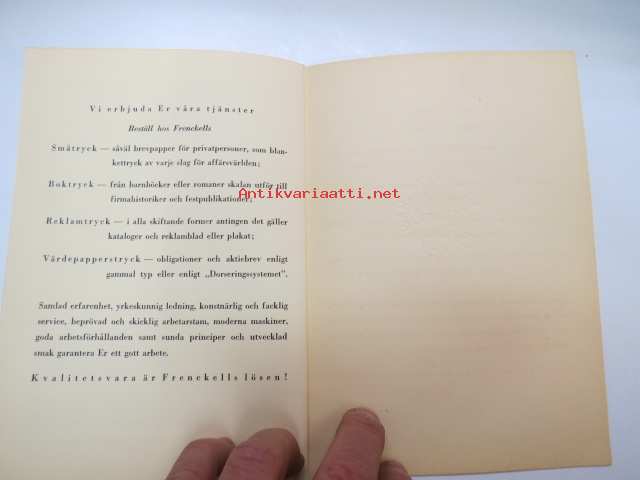 Vi erbjuda Er våra tjänster
Beställ hos Frenckells
Småtryck — såväl brevpapper för privatpersoner, som blan-
kettryck av varje slag för affärsvärlden;
Boktryck — från barnböcker eller romaner skalan utför till
firmahistoriker och festpublikationer;
Antikvariaatti.net
Reklamtryck — i alla skiftande former antingen det gäller
kataloger och reklamblad eller plakat;
Värdepapperstryck — obligationer och aktiebrev enligt
gammal typ eller enligt „Dorseringssystemet".
Samlad erfarenhet, yrkeskunnig ledning, konstnärlig och facklig
service, beprövad och skicklig arbetarstam, moderna maskiner,
goda arbetsförhållanden samt sunda principer och utvecklad
smak garantera Er ett gott arbete.
Kvalitetsvara är Frenckells lösen!